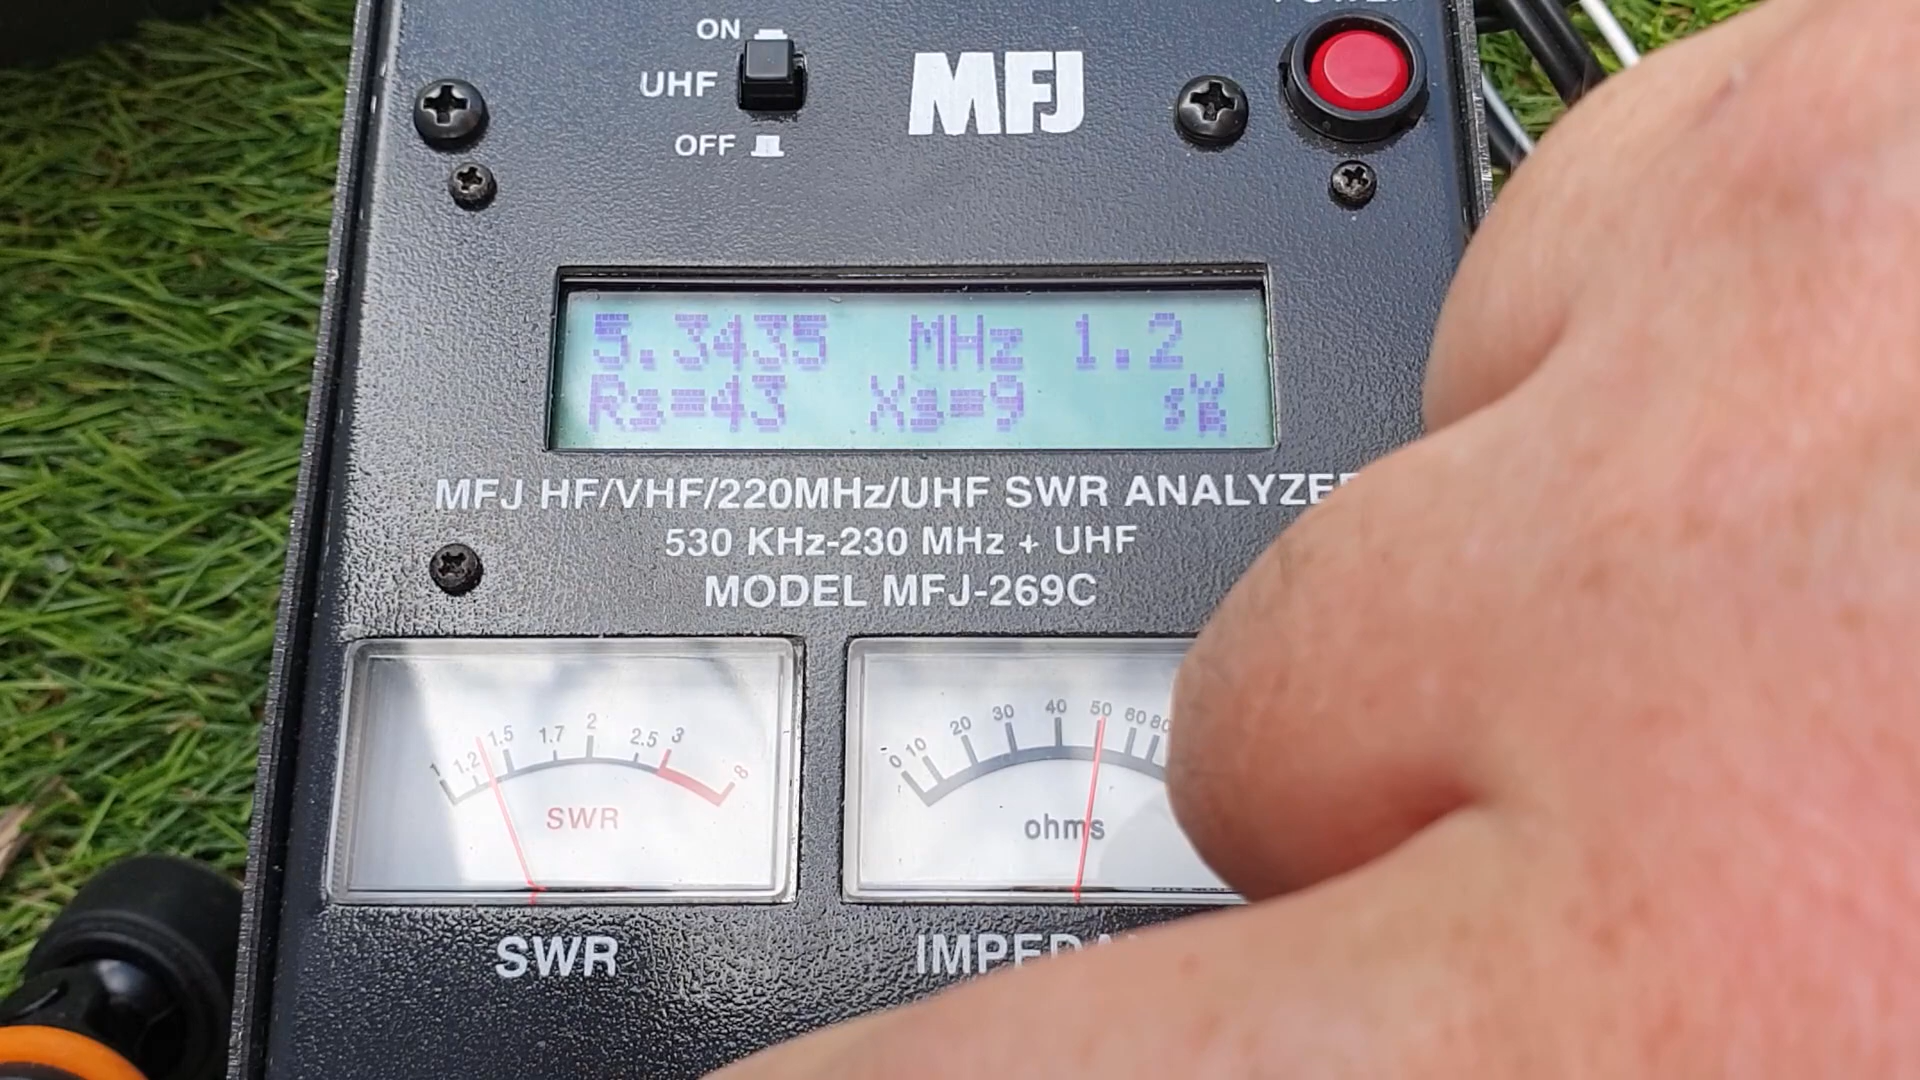 POWER
ON
UHF
OFF
MFJ
5.3435 MHz 1.2
Rs=43 Xs=9 SWR
MFJ HF/VHF/220MHz/UHF SWR ANALYZER
530 KHz-230 MHz + UHF
MODEL MFJ-269C
1 1.2 1.5 1.7 2 2.5 3 8
SWR
0 10 20 30 40 50 60 80
ohms
SWR
IMPEDA